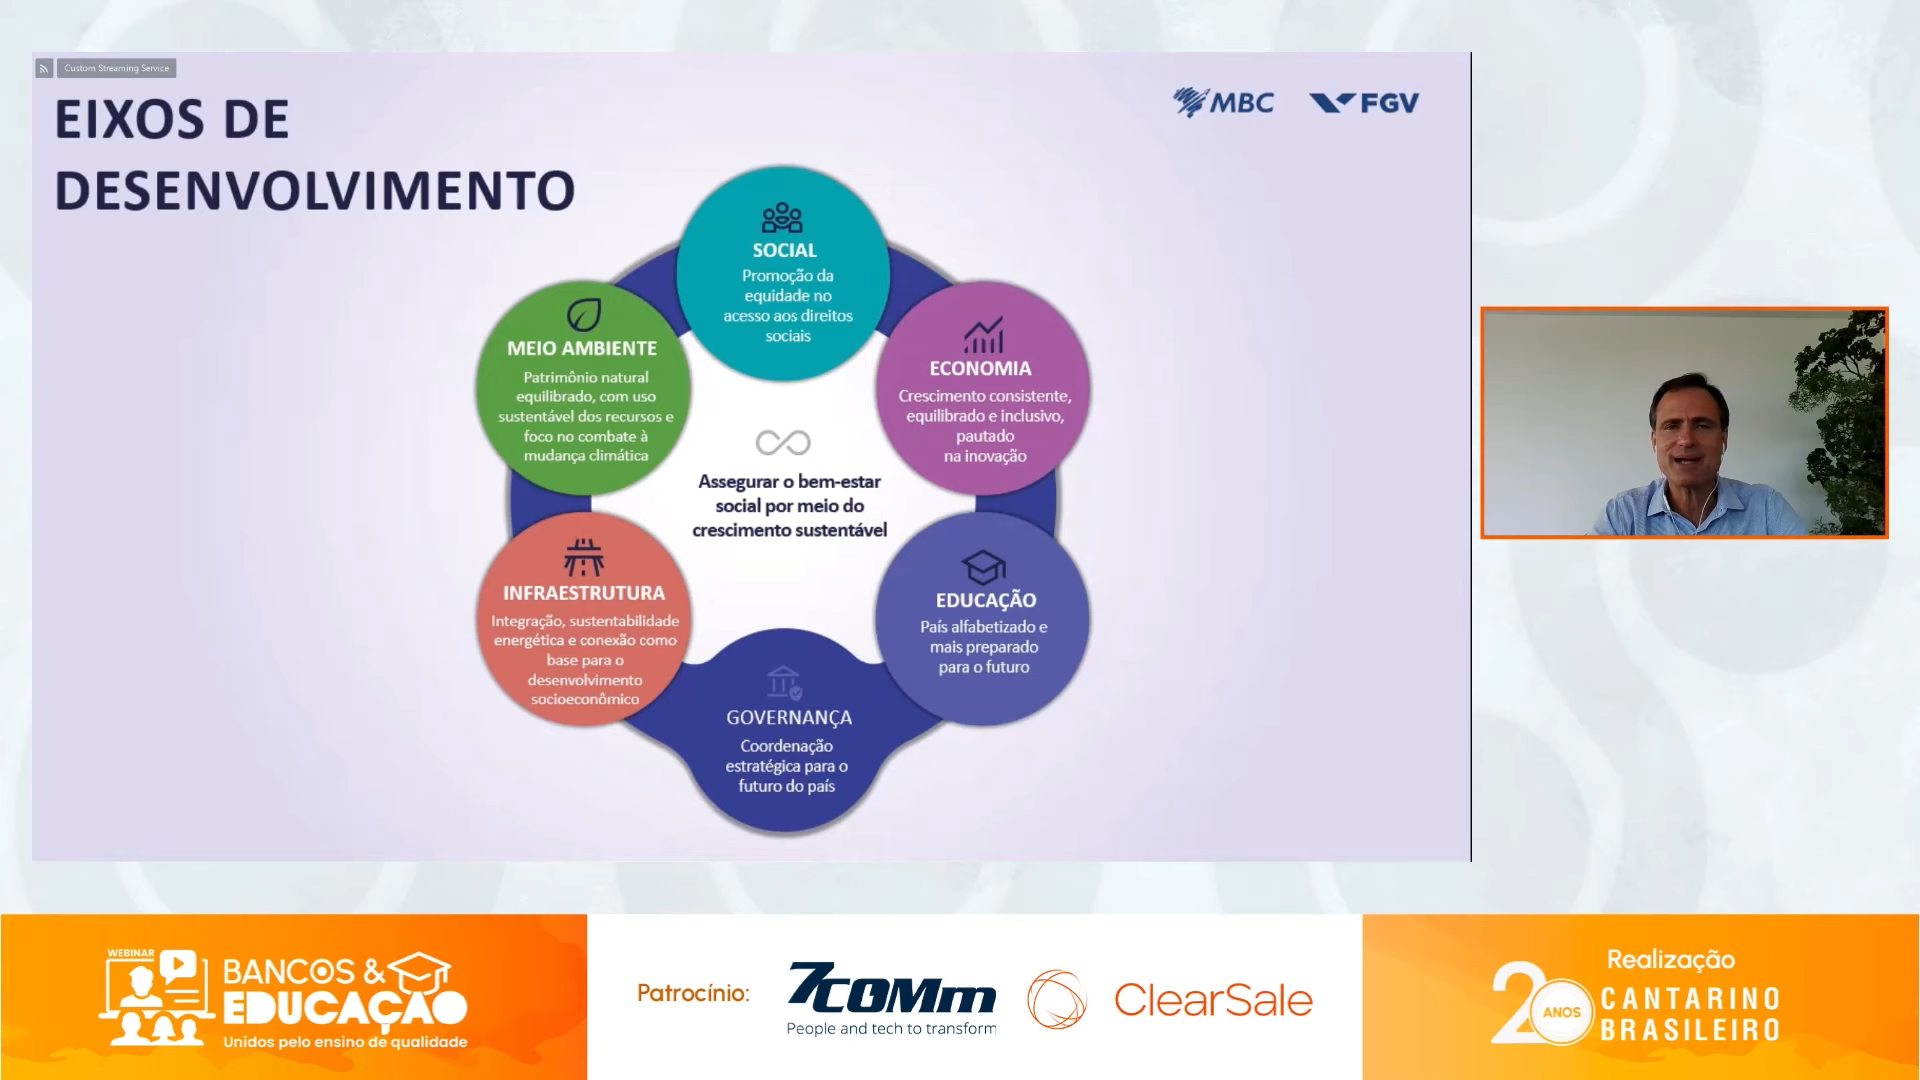 Custom Streaming Service
EIXOS DE
DESENVOLVIMENTO
MBC
FGV
SOCIAL
Promoção da
equidade no
acesso aos direitos
sociais
MEIO AMBIENTE
Patrimônio natural
equilibrado, com uso
sustentável dos recursos e
foco no combate à
mudança climática
ECONOMIA
Crescimento consistente,
equilibrado e inclusivo,
pautado
na inovação
Assegurar o bem-estar
social por meio do
crescimento sustentável
INFRAESTRUTURA
Integração, sustentabilidade
energética e conexão como
base para o
desenvolvimento
socioeconômico
EDUCAÇÃO
País alfabetizado e
mais preparado
para o futuro
GOVERNANÇA
Coordenação
estratégica para o
futuro do país
WEBINAR
BANCOS &
EDUCAÇÃO
Unidos pelo ensino de qualidade
Patrocínio:
7COMm
People and tech to transform
ClearSale
Realização
20 ANOS
CANTARINO
BRASILEIRO